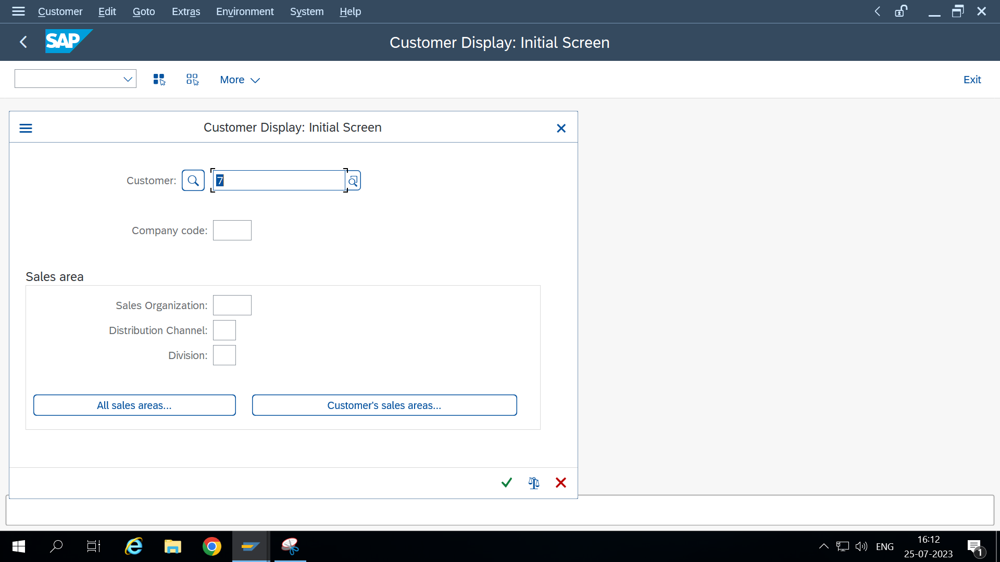 Customer Edit Goto Extras Environment System Help
SAP Customer Display: Initial Screen
More Exit
Customer Display: Initial Screen
Customer: 7
Company code:
Sales area
Sales Organization:
Distribution Channel:
Division:
All sales areas... Customer's sales areas...
ENG 16:12
25-07-2023 1